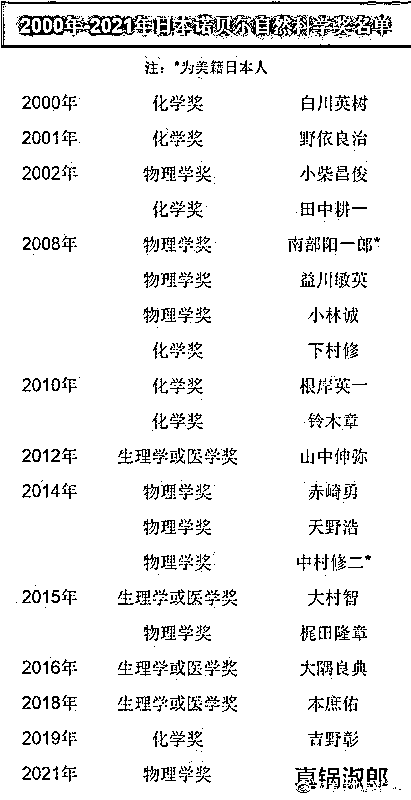 2000年-2021年日本诺贝尔自然科学奖名单
注：*为美籍日本人
2000年 化学奖 白川英树
2001年 化学奖 野依良治
2002年 物理学奖 小柴昌俊
化学奖 田中耕一
2008年 物理学奖 南部阳一郎*
物理学奖 益川敏英
物理学奖 小林诚
化学奖 下村修
2010年 化学奖 根岸英一
化学奖 铃木章
2012年 生理学或医学奖 山中伸弥
2014年 物理学奖 赤崎勇
物理学奖 天野浩
物理学奖 中村修二*
2015年 生理学或医学奖 大村智
物理学奖 梶田隆章
2016年 生理学或医学奖 大隅良典
2018年 生理学或医学奖 本庶佑
2019年 化学奖 吉野彰
2021年 物理学奖 真锅淑郎